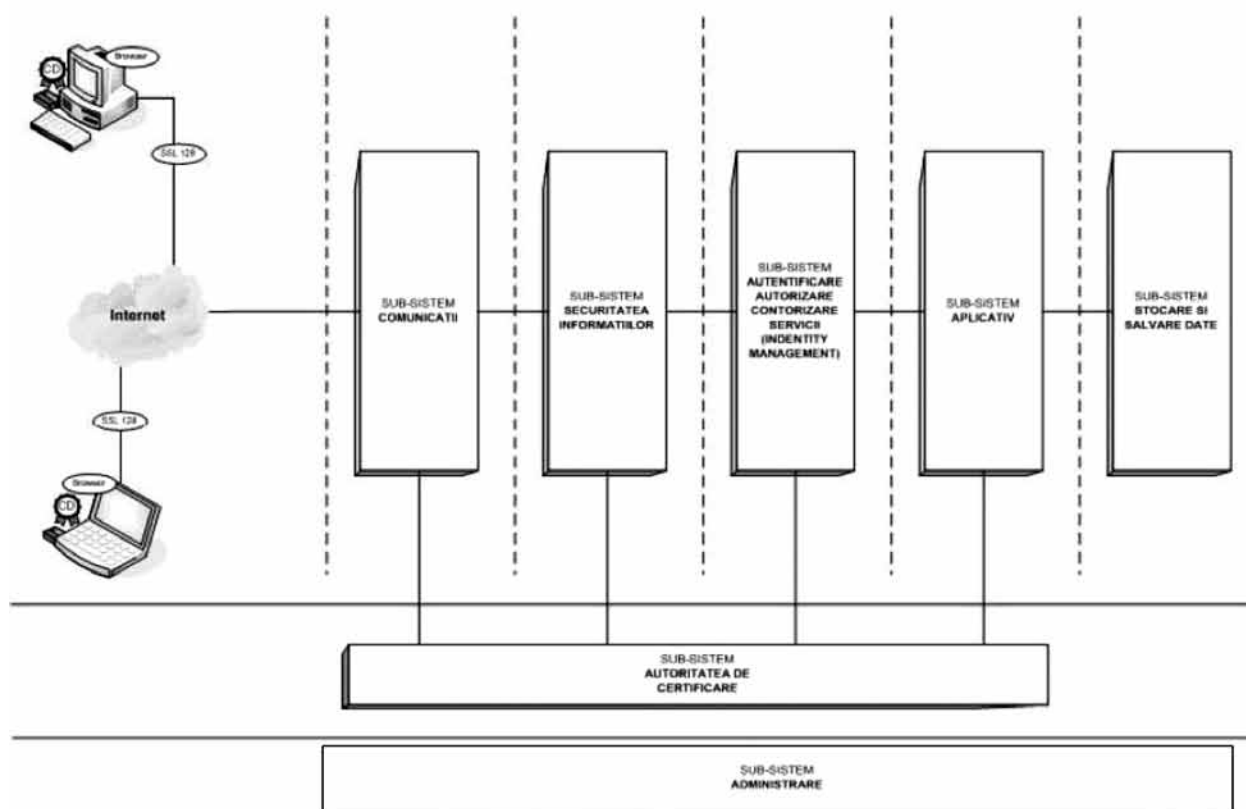 Browser
CD
SSL 128
Internet
SSL 128
Browser
CD
SUB-SISTEM
COMUNICATII
SUB-SISTEM
SECURITATEA
INFORMATIILOR
SUB-SISTEM
AUTENTIFICARE
AUTORIZARE
CONTORIZARE
SERVICII
(INDENTITY
MANAGEMENT)
SUB-SISTEM
APLICATIV
SUB-SISTEM
STOCARE SI
SALVARE DATE
SUB-SISTEM
AUTORITATEA DE
CERTIFICARE
SUB-SISTEM
ADMINISTRARE